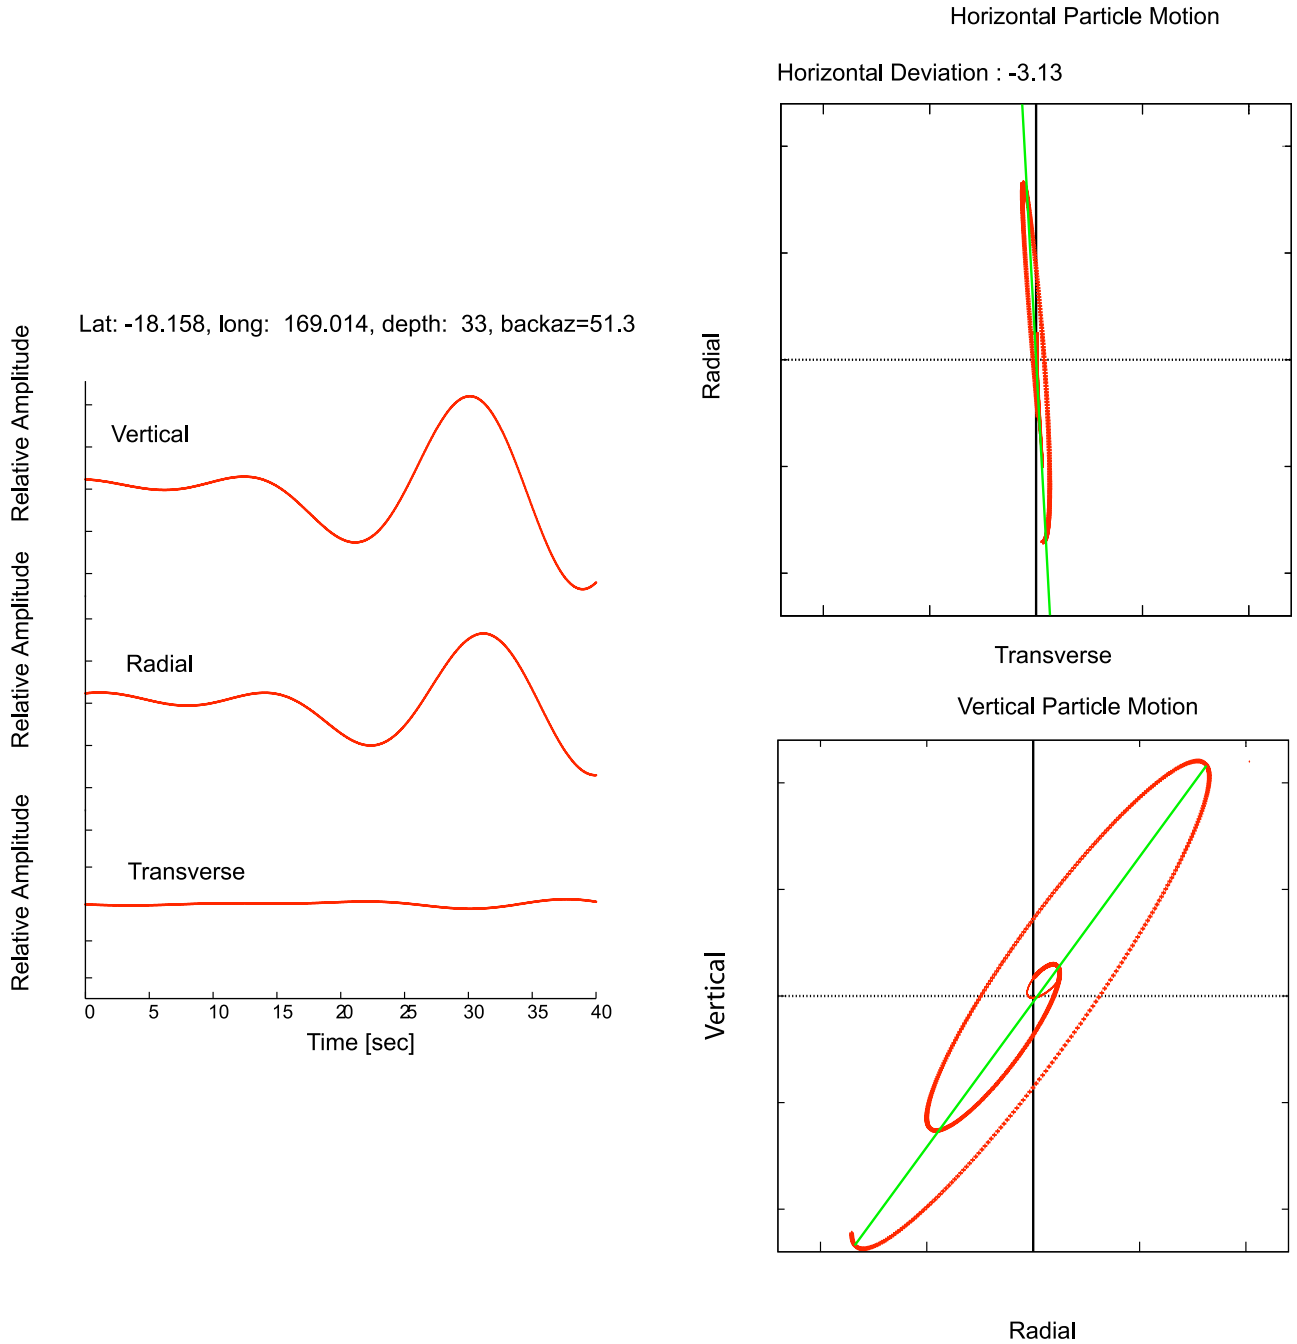 Horizontal Particle Motion
Horizontal Deviation : -3.13
Radial
Transverse
Lat: -18.158, long: 169.014, depth: 33, backaz=51.3
Relative Amplitude
Vertical
Relative Amplitude
Radial
Relative Amplitude
Transverse
0 5 10 15 20 25 30 35 40
Time [sec]
Vertical Particle Motion
Vertical
Radial